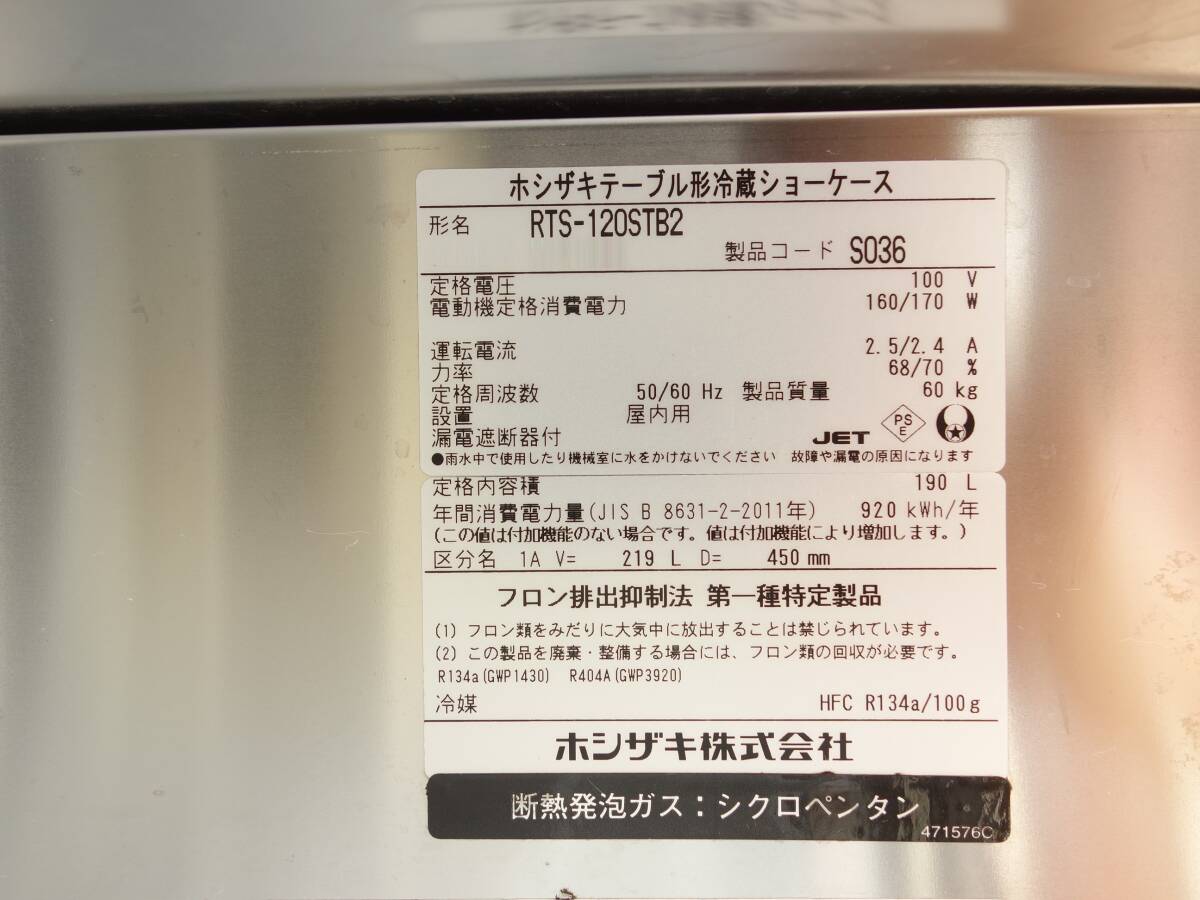 ホシザキテーブル形冷蔵ショーケース
形名 RTS-120STB2
製品コード S036
定格電圧 100 V
電動機定格消費電力 160/170 W
運転電流 2.5/2.4 A
力率 68/70 %
定格周波数 50/60 Hz 製品質量 60 kg
設置 屋内用
漏電遮断器付 JET PSE
●雨水中で使用したり機械室に水をかけないでください 故障や漏電の原因になります
定格内容積 190 L
年間消費電力量(JIS B 8631-2-2011年) 920 kWh/年
(この値は付加機能のない場合です。値は付加機能により増加します。)
区分名 1A V= 219 L D= 450 mm
フロン排出抑制法 第一種特定製品
(1) フロン類をみだりに大気中に放出することは禁じられています。
(2) この製品を廃棄・整備する場合には、フロン類の回収が必要です。
R134a(GWP1430) R404A(GWP3920)
冷媒 HFC R134a/100g
ホシザキ株式会社
断熱発泡ガス：シクロペンタン
471576C